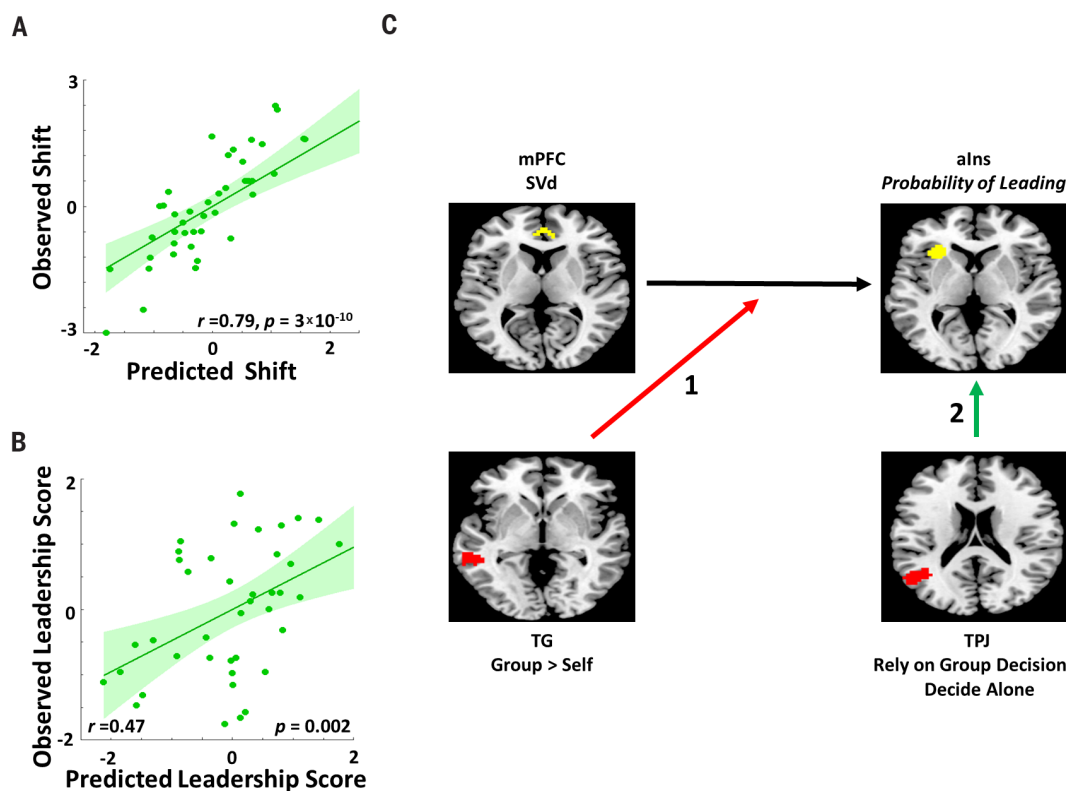 A
3
0
-3
Observed Shift
r=0.79, p = 3×10-10
-2
0
2
Predicted Shift
B
2
0
-2
Observed Leadership Score
r=0.47
p = 0.002
-2
0
2
Predicted Leadership Score
C
mPFC
SVd
aIns
Probability of Leading
1
2
TG
Group > Self
TPJ
Rely on Group Decision
Decide Alone